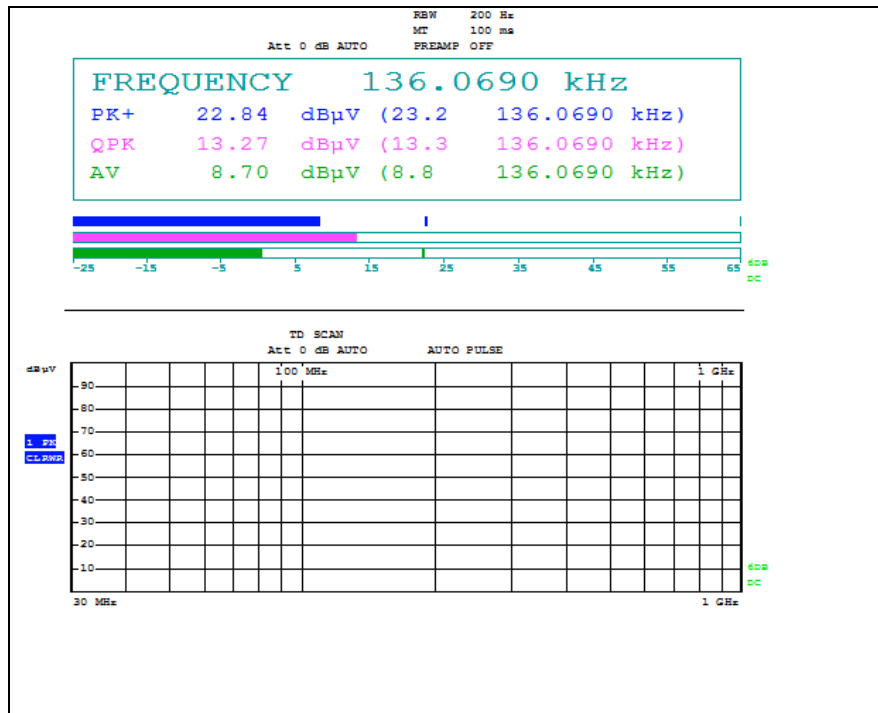 RBW 200 Hz
MT 100 ms
Att 0 dB AUTO PREAMP OFF
FREQUENCY 136.0690 kHz
PK+ 22.84 dBµV (23.2 136.0690 kHz)
QPK 13.27 dBµV (13.3 136.0690 kHz)
AV 8.70 dBµV (8.8 136.0690 kHz)
-25 -15 -5 5 15 25 35 45 55 65
6DB
DC
TD SCAN
Att 0 dB AUTO AUTO PULSE
dBµV
100 MHz 1 GHz
90
80
70
1 PK
60
CLRWR
50
40
30
20
10
6DB
DC
30 MHz 1 GHz